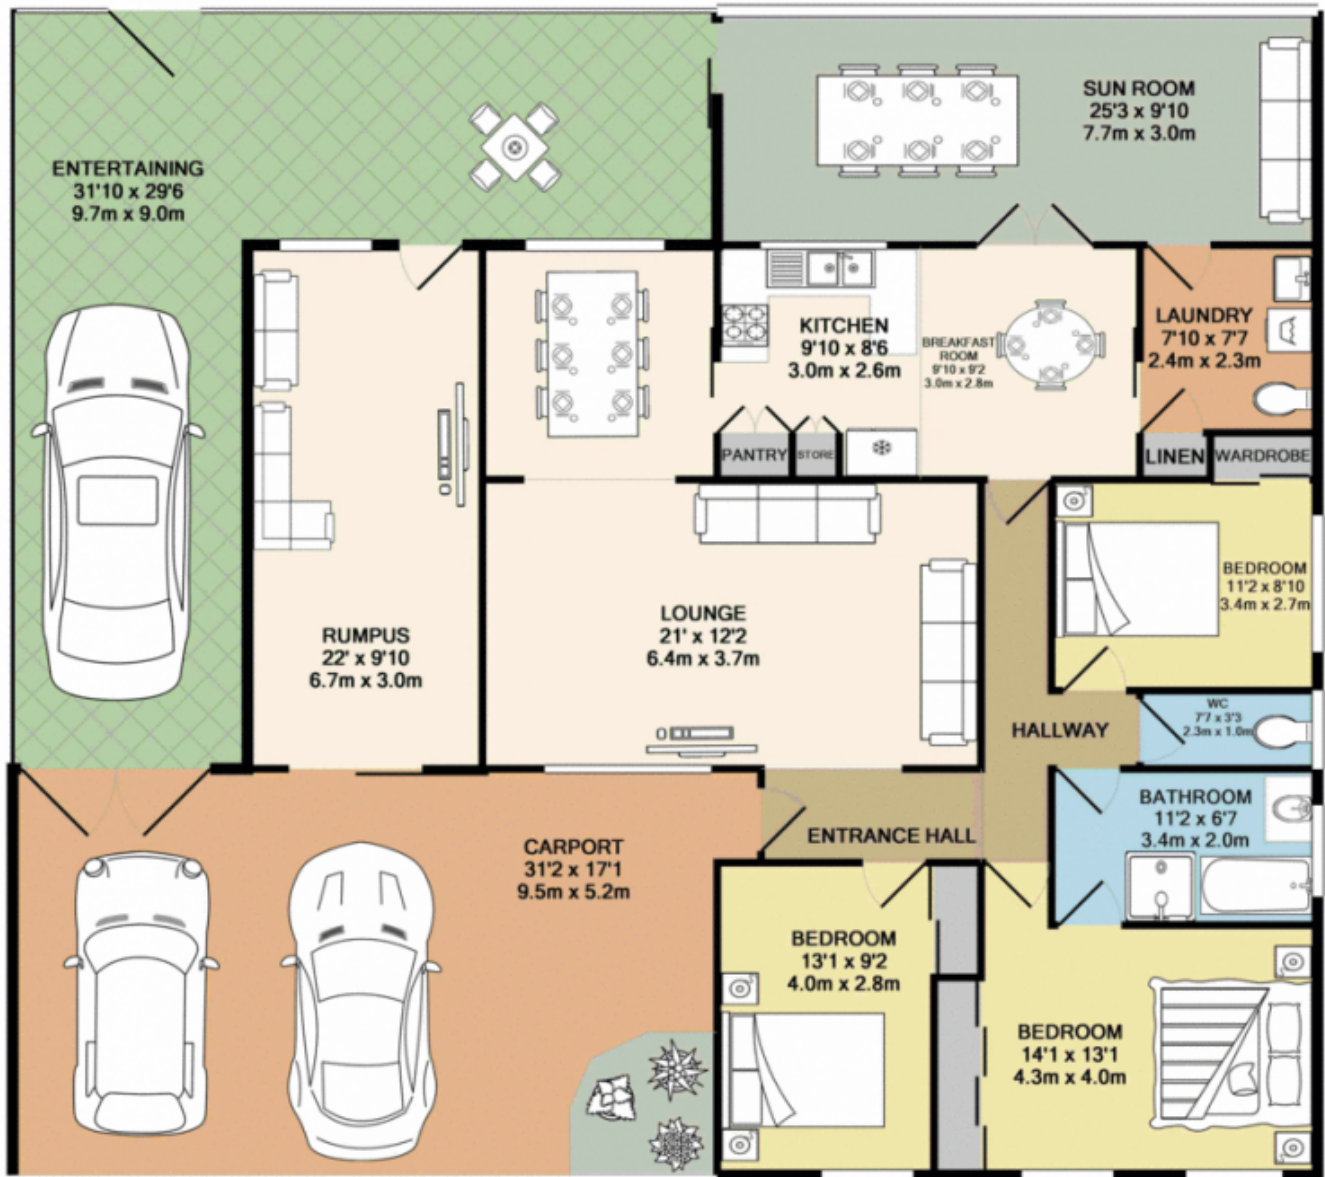 SUN ROOM
25'3 x 9'10
7.7m x 3.0m
ENTERTAINING
31'10 x 29'6
9.7m x 9.0m
KITCHEN
9'10 x 8'6
3.0m x 2.6m
BREAKFAST
ROOM
9'10 x 9'2
3.0m x 2.8m
LAUNDRY
7'10 x 7'7
2.4m x 2.3m
PANTRY
STORE
LINEN
WARDROBE
BEDROOM
11'2 x 8'10
3.4m x 2.7m
RUMPUS
22' x 9'10
6.7m x 3.0m
LOUNGE
21' x 12'2
6.4m x 3.7m
WC
7'7 x 3'3
2.3m x 1.0m
HALLWAY
BATHROOM
11'2 x 6'7
3.4m x 2.0m
ENTRANCE HALL
CARPORT
31'2 x 17'1
9.5m x 5.2m
BEDROOM
13'1 x 9'2
4.0m x 2.8m
BEDROOM
14'1 x 13'1
4.3m x 4.0m